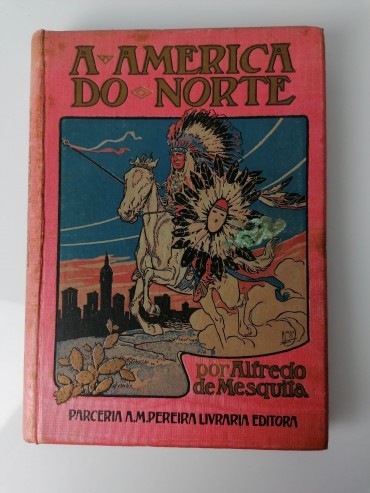 A AMERICA
DO NORTE
por Alfredo
de Mesquita
PARCERIA A.M. PEREIRA LIVRARIA EDITORA